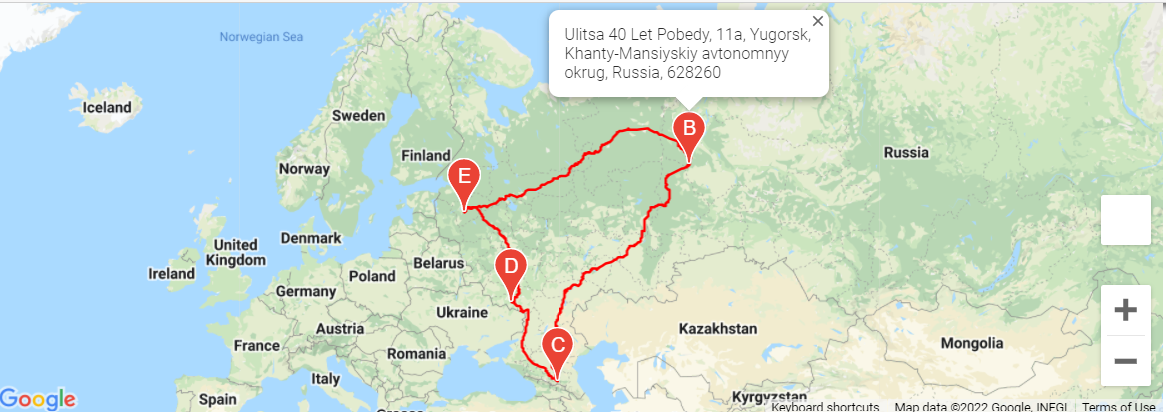 Norwegian Sea
×
Ulitsa 40 Let Pobedy, 11a, Yugorsk,
Khanty-Mansiyskiy avtonomnyy
okrug, Russia, 628260
Iceland
Sweden
B
Finland
Russia
Norway
E
United
Kingdom
Denmark
Ireland
Belarus
D
Poland
Germany
Ukraine
+
Austria
Kazakhstan
France
C
Mongolia
Romania
−
Italy
Spain
Kyrgyzstan
Google
Greece
Keyboard shortcuts
Map data ©2022 Google, INEGI
Terms of Use